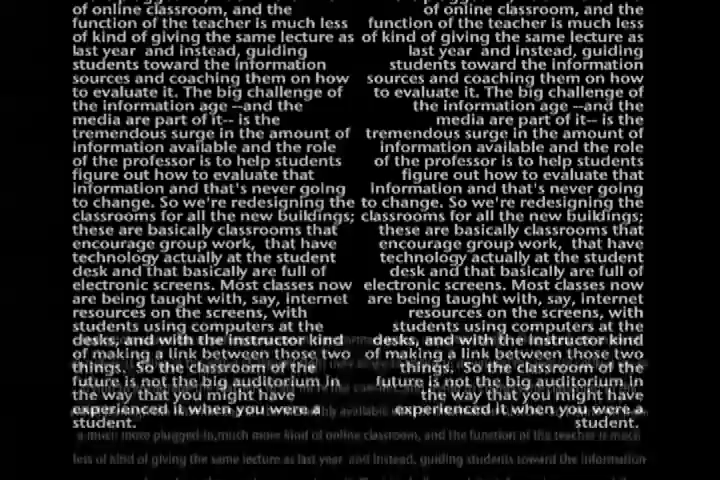 of online classroom, and the
function of the teacher is much less
of kind of giving the same lecture as
last year and instead, guiding
students toward the information
sources and coaching them on how
to evaluate it. The big challenge of
the information age --and the
media are part of it-- is the
tremendous surge in the amount of
information available and the role
of the professor is to help students
figure out how to evaluate that
information and that's never going
to change. So we're redesigning the
classrooms for all the new buildings;
these are basically classrooms that
encourage group work, that have
technology actually at the student
desk and that basically are full of
electronic screens. Most classes now
are being taught with, say, internet
resources on the screens, with
students using computers at the
desks, and with the instructor kind
of making a link between those two
things. So the classroom of the
future is not the big auditorium in
the way that you might have
experienced it when you were a
student.
of online classroom, and the
function of the teacher is much less
of kind of giving the same lecture as
last year and instead, guiding
students toward the information
sources and coaching them on how
to evaluate it. The big challenge of
the information age --and the
media are part of it-- is the
tremendous surge in the amount of
information available and the role
of the professor is to help students
figure out how to evaluate that
information and that's never going
to change. So we're redesigning the
classrooms for all the new buildings;
these are basically classrooms that
encourage group work, that have
technology actually at the student
desk and that basically are full of
electronic screens. Most classes now
are being taught with, say, internet
resources on the screens, with
students using computers at the
desks, and with the instructor kind
of making a link between those two
things. So the classroom of the
future is not the big auditorium in
the way that you might have
experienced it when you were a
student.
a much more plugged-in,much more kind of online classroom, and the function of the teacher is much
less of kind of giving the same lecture as last year and instead, guiding students toward the information